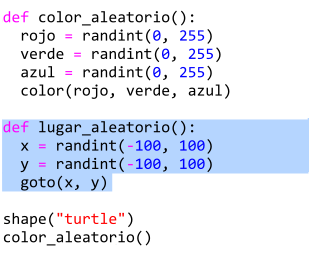 def color_aleatorio():
  rojo = randint(0, 255)
  verde = randint(0, 255)
  azul = randint(0, 255)
  color(rojo, verde, azul)

def lugar_aleatorio():
  x = randint(-100, 100)
  y = randint(-100, 100)
  goto(x, y)

shape("turtle")
color_aleatorio()